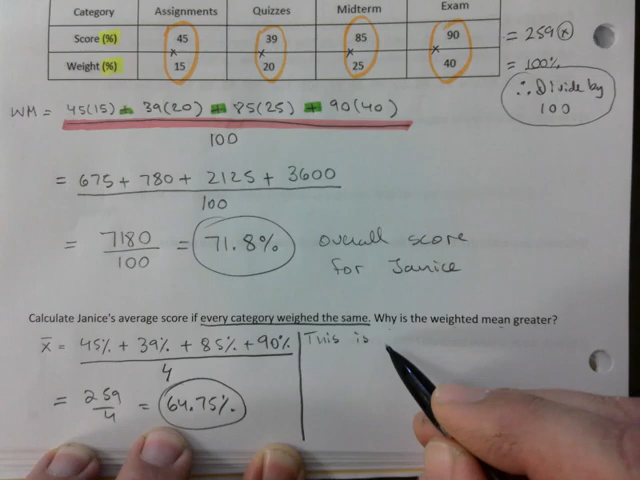 Category Assignments Quizzes Midterm Exam
Score (%) 45 39 85 90 = 259 x
x x x x
Weight (%) 15 20 25 40 = 100%
∴ Divide by
100
WM = 45(15) + 39(20) + 85(25) + 90(40)
100
= 675 + 780 + 2125 + 3600
100
= 7180 = 71.8% overall score
100 for Janice
Calculate Janice's average score if every category weighed the same. Why is the weighted mean greater?
x̄ = 45% + 39% + 85% + 90% This is
4
= 259 = 64.75%
4